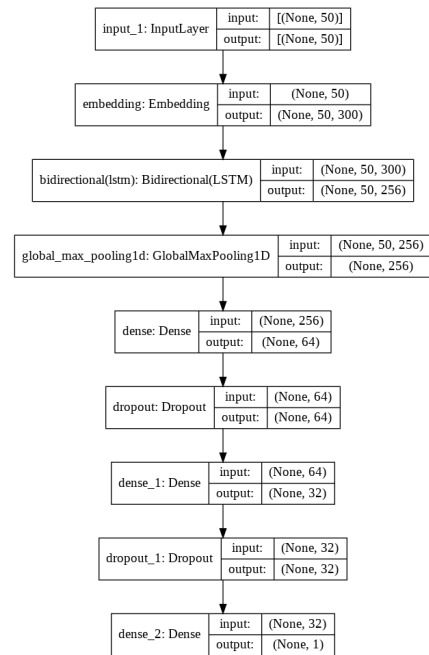 input_1: InputLayer input: [(None, 50)]
output: [(None, 50)]
embedding: Embedding input: (None, 50)
output: (None, 50, 300)
bidirectional(lstm): Bidirectional(LSTM) input: (None, 50, 300)
output: (None, 50, 256)
global_max_pooling1d: GlobalMaxPooling1D input: (None, 50, 256)
output: (None, 256)
dense: Dense input: (None, 256)
output: (None, 64)
dropout: Dropout input: (None, 64)
output: (None, 64)
dense_1: Dense input: (None, 64)
output: (None, 32)
dropout_1: Dropout input: (None, 32)
output: (None, 32)
dense_2: Dense input: (None, 32)
output: (None, 1)